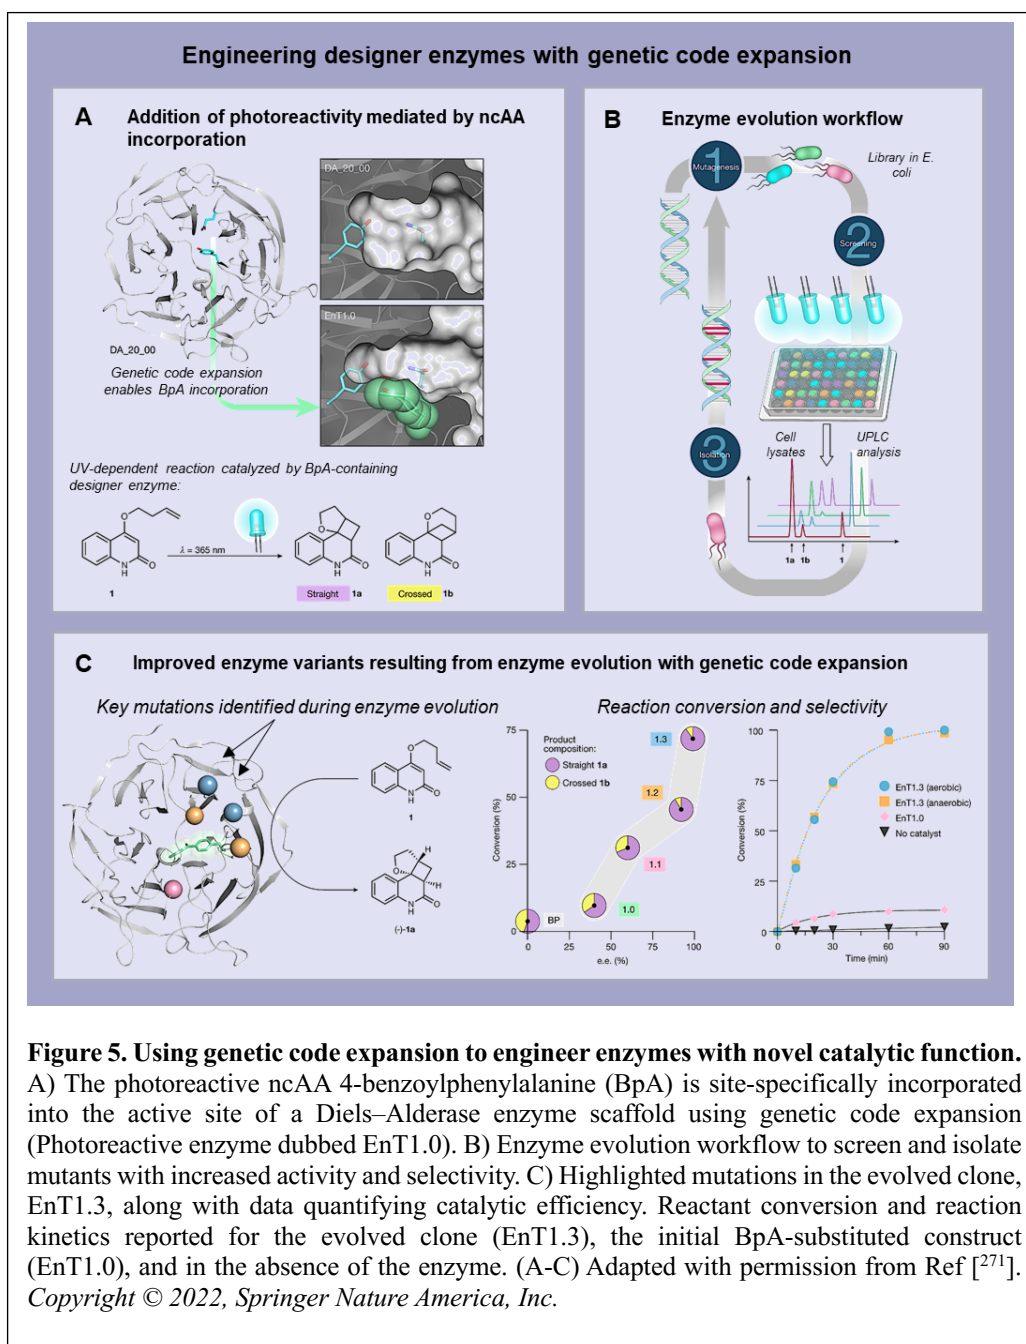 Engineering designer enzymes with genetic code expansion
A
Addition of photoreactivity mediated by ncAA
incorporation
DA_20_00
EnT1.0
DA_20_00
Genetic code expansion
enables BpA incorporation
UV-dependent reaction catalyzed by BpA-containing
designer enzyme:
O
N
H
O
1
λ = 365 nm
O
N
H
O
Straight 1a
O
N
H
O
Crossed 1b
B
Enzyme evolution workflow
1
Mutagenesis
Library in E.
coli
2
Screening
3
Isolation
Cell
lysates
UPLC
analysis
1a 1b 1
C
Improved enzyme variants resulting from enzyme evolution with genetic code expansion
Key mutations identified during enzyme evolution
O
N
H
O
1
H
O
H
N
H
O
(-)-1a
Reaction conversion and selectivity
Conversion (%)
75
50
25
0
Product
composition:
Straight 1a
Crossed 1b
1.3
1.2
1.1
1.0
BP
0 25 50 75 100
e.e. (%)
Conversion (%)
100
75
50
25
0
EnT1.3 (aerobic)
EnT1.3 (anaerobic)
EnT1.0
No catalyst
0 30 60 90
Time (min)
Figure 5. Using genetic code expansion to engineer enzymes with novel catalytic function.
A) The photoreactive ncAA 4-benzoylphenylalanine (BpA) is site-specifically incorporated
into the active site of a Diels–Alderase enzyme scaffold using genetic code expansion
(Photoreactive enzyme dubbed EnT1.0). B) Enzyme evolution workflow to screen and isolate
mutants with increased activity and selectivity. C) Highlighted mutations in the evolved clone,
EnT1.3, along with data quantifying catalytic efficiency. Reactant conversion and reaction
kinetics reported for the evolved clone (EnT1.3), the initial BpA-substituted construct
(EnT1.0), and in the absence of the enzyme. (A-C) Adapted with permission from Ref [271].
Copyright © 2022, Springer Nature America, Inc.